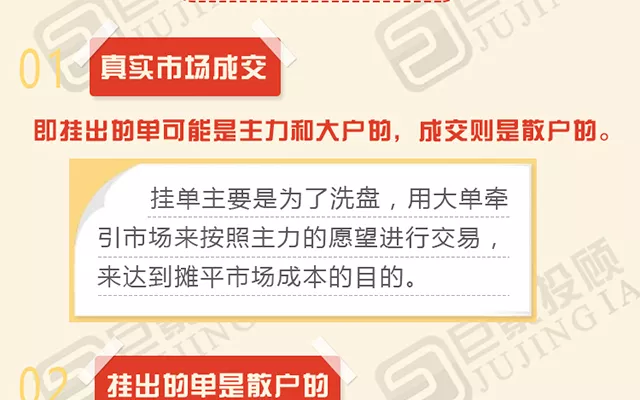 01
真实市场成交
即挂出的单可能是主力和大户的，成交则是散户的。
挂单主要是为了洗盘，用大单牵
引市场来按照主力的愿望进行交易，
来达到摊平市场成本的目的。
02
挂出的单是散户的
JUJING
巨景投顾
JUJING IA
JUJING